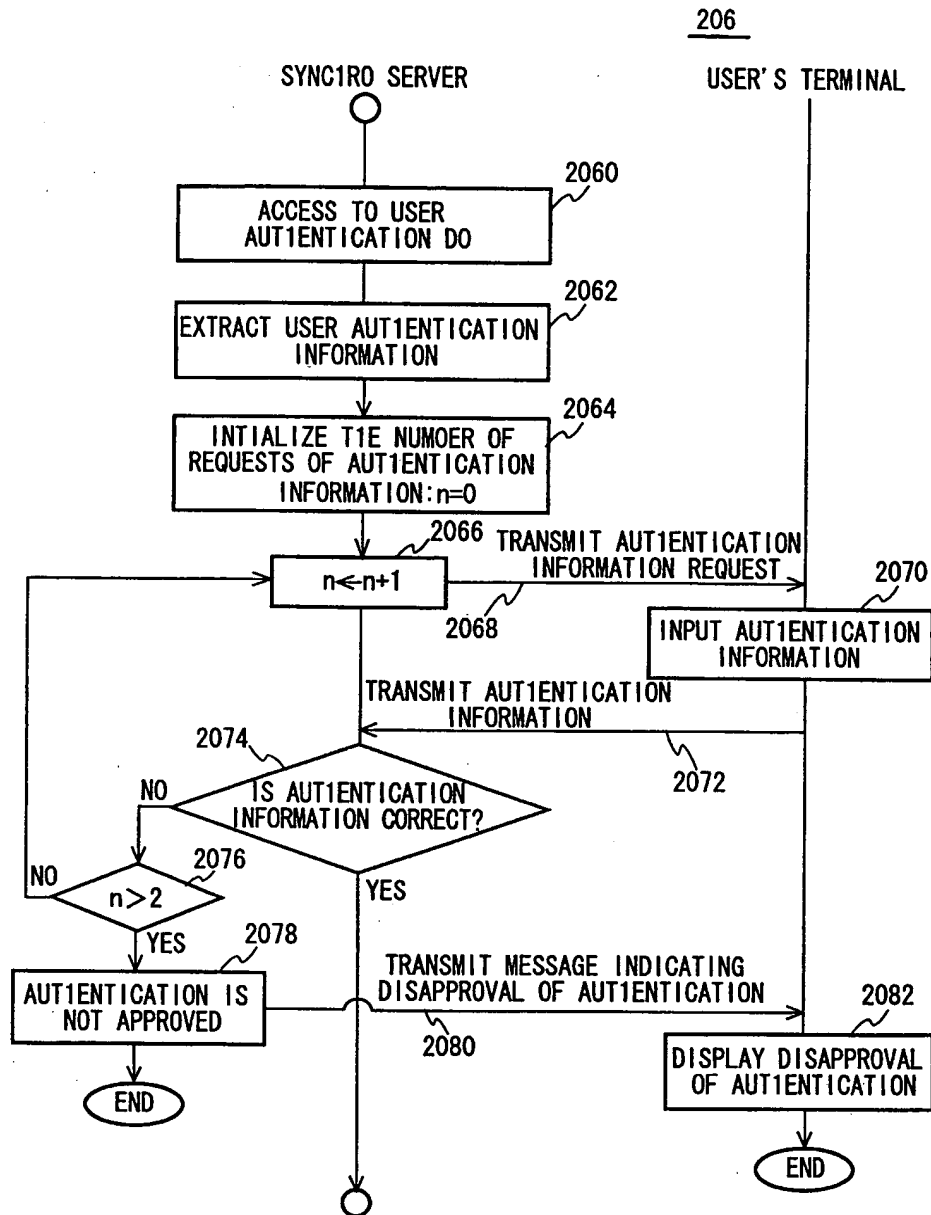 206
SYNC1RO SERVER
USER'S TERMINAL
2060
ACCESS TO USER
AUT1ENTICATION DO
2062
EXTRACT USER AUT1ENTICATION
INFORMATION
2064
INTIALIZE T1E NUMOER OF
REQUESTS OF AUT1ENTICATION
INFORMATION:n=0
2066
n←n+1
TRANSMIT AUT1ENTICATION
INFORMATION REQUEST
2068
2070
INPUT AUT1ENTICATION
INFORMATION
TRANSMIT AUT1ENTICATION
INFORMATION
2072
2074
IS AUT1ENTICATION
INFORMATION CORRECT?
NO
YES
2076
n>2
NO
YES
2078
AUT1ENTICATION IS
NOT APPROVED
TRANSMIT MESSAGE INDICATING
DISAPPROVAL OF AUT1ENTICATION
2080
2082
DISPLAY DISAPPROVAL
OF AUT1ENTICATION
END
END